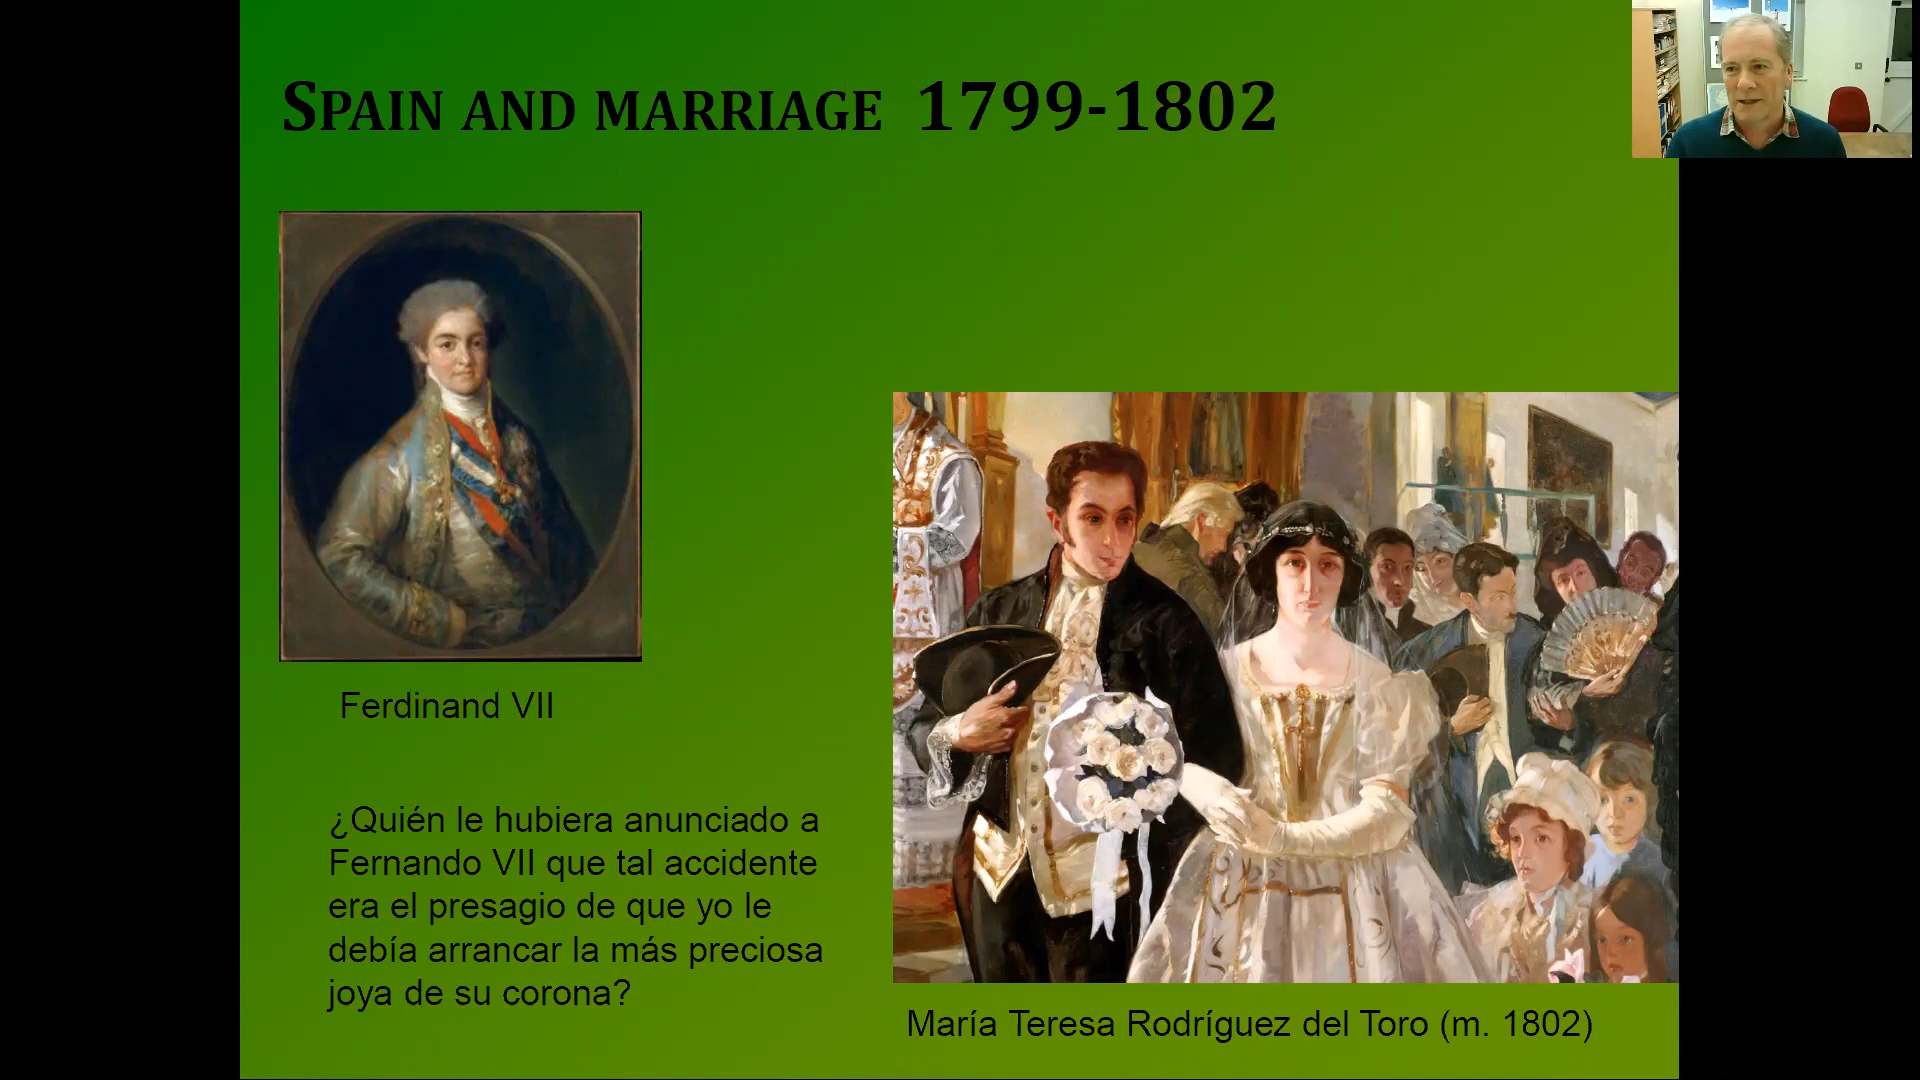 SPAIN AND MARRIAGE 1799-1802
Ferdinand VII
¿Quién le hubiera anunciado a
Fernando VII que tal accidente
era el presagio de que yo le
debía arrancar la más preciosa
joya de su corona?
María Teresa Rodríguez del Toro (m. 1802)